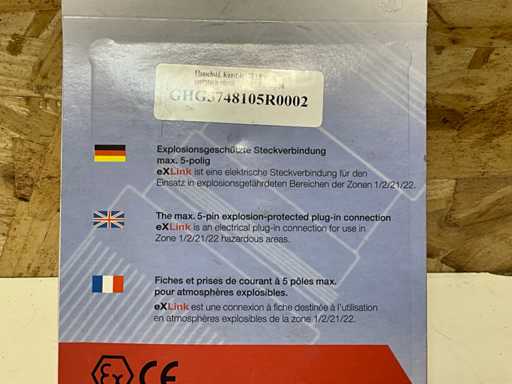 GHG5748105R0002
Explosionsgeschützte Steckverbindung
max. 5-polig
eXLink ist eine elektrische Steckverbindung für den
Einsatz in explosionsgefährdeten Bereichen der Zonen 1/2/21/22.
The max. 5-pin explosion-protected plug-in connection
eXLink is an electrical plug-in connection for use in
Zone 1/2/21/22 hazardous areas.
Fiches et prises de courant à 5 pôles max.
pour atmosphères explosibles.
eXLink est une connexion à fiche destinée à l'utilisation
en atmosphères explosibles de la zone 1/2/21/22.
Ex CE